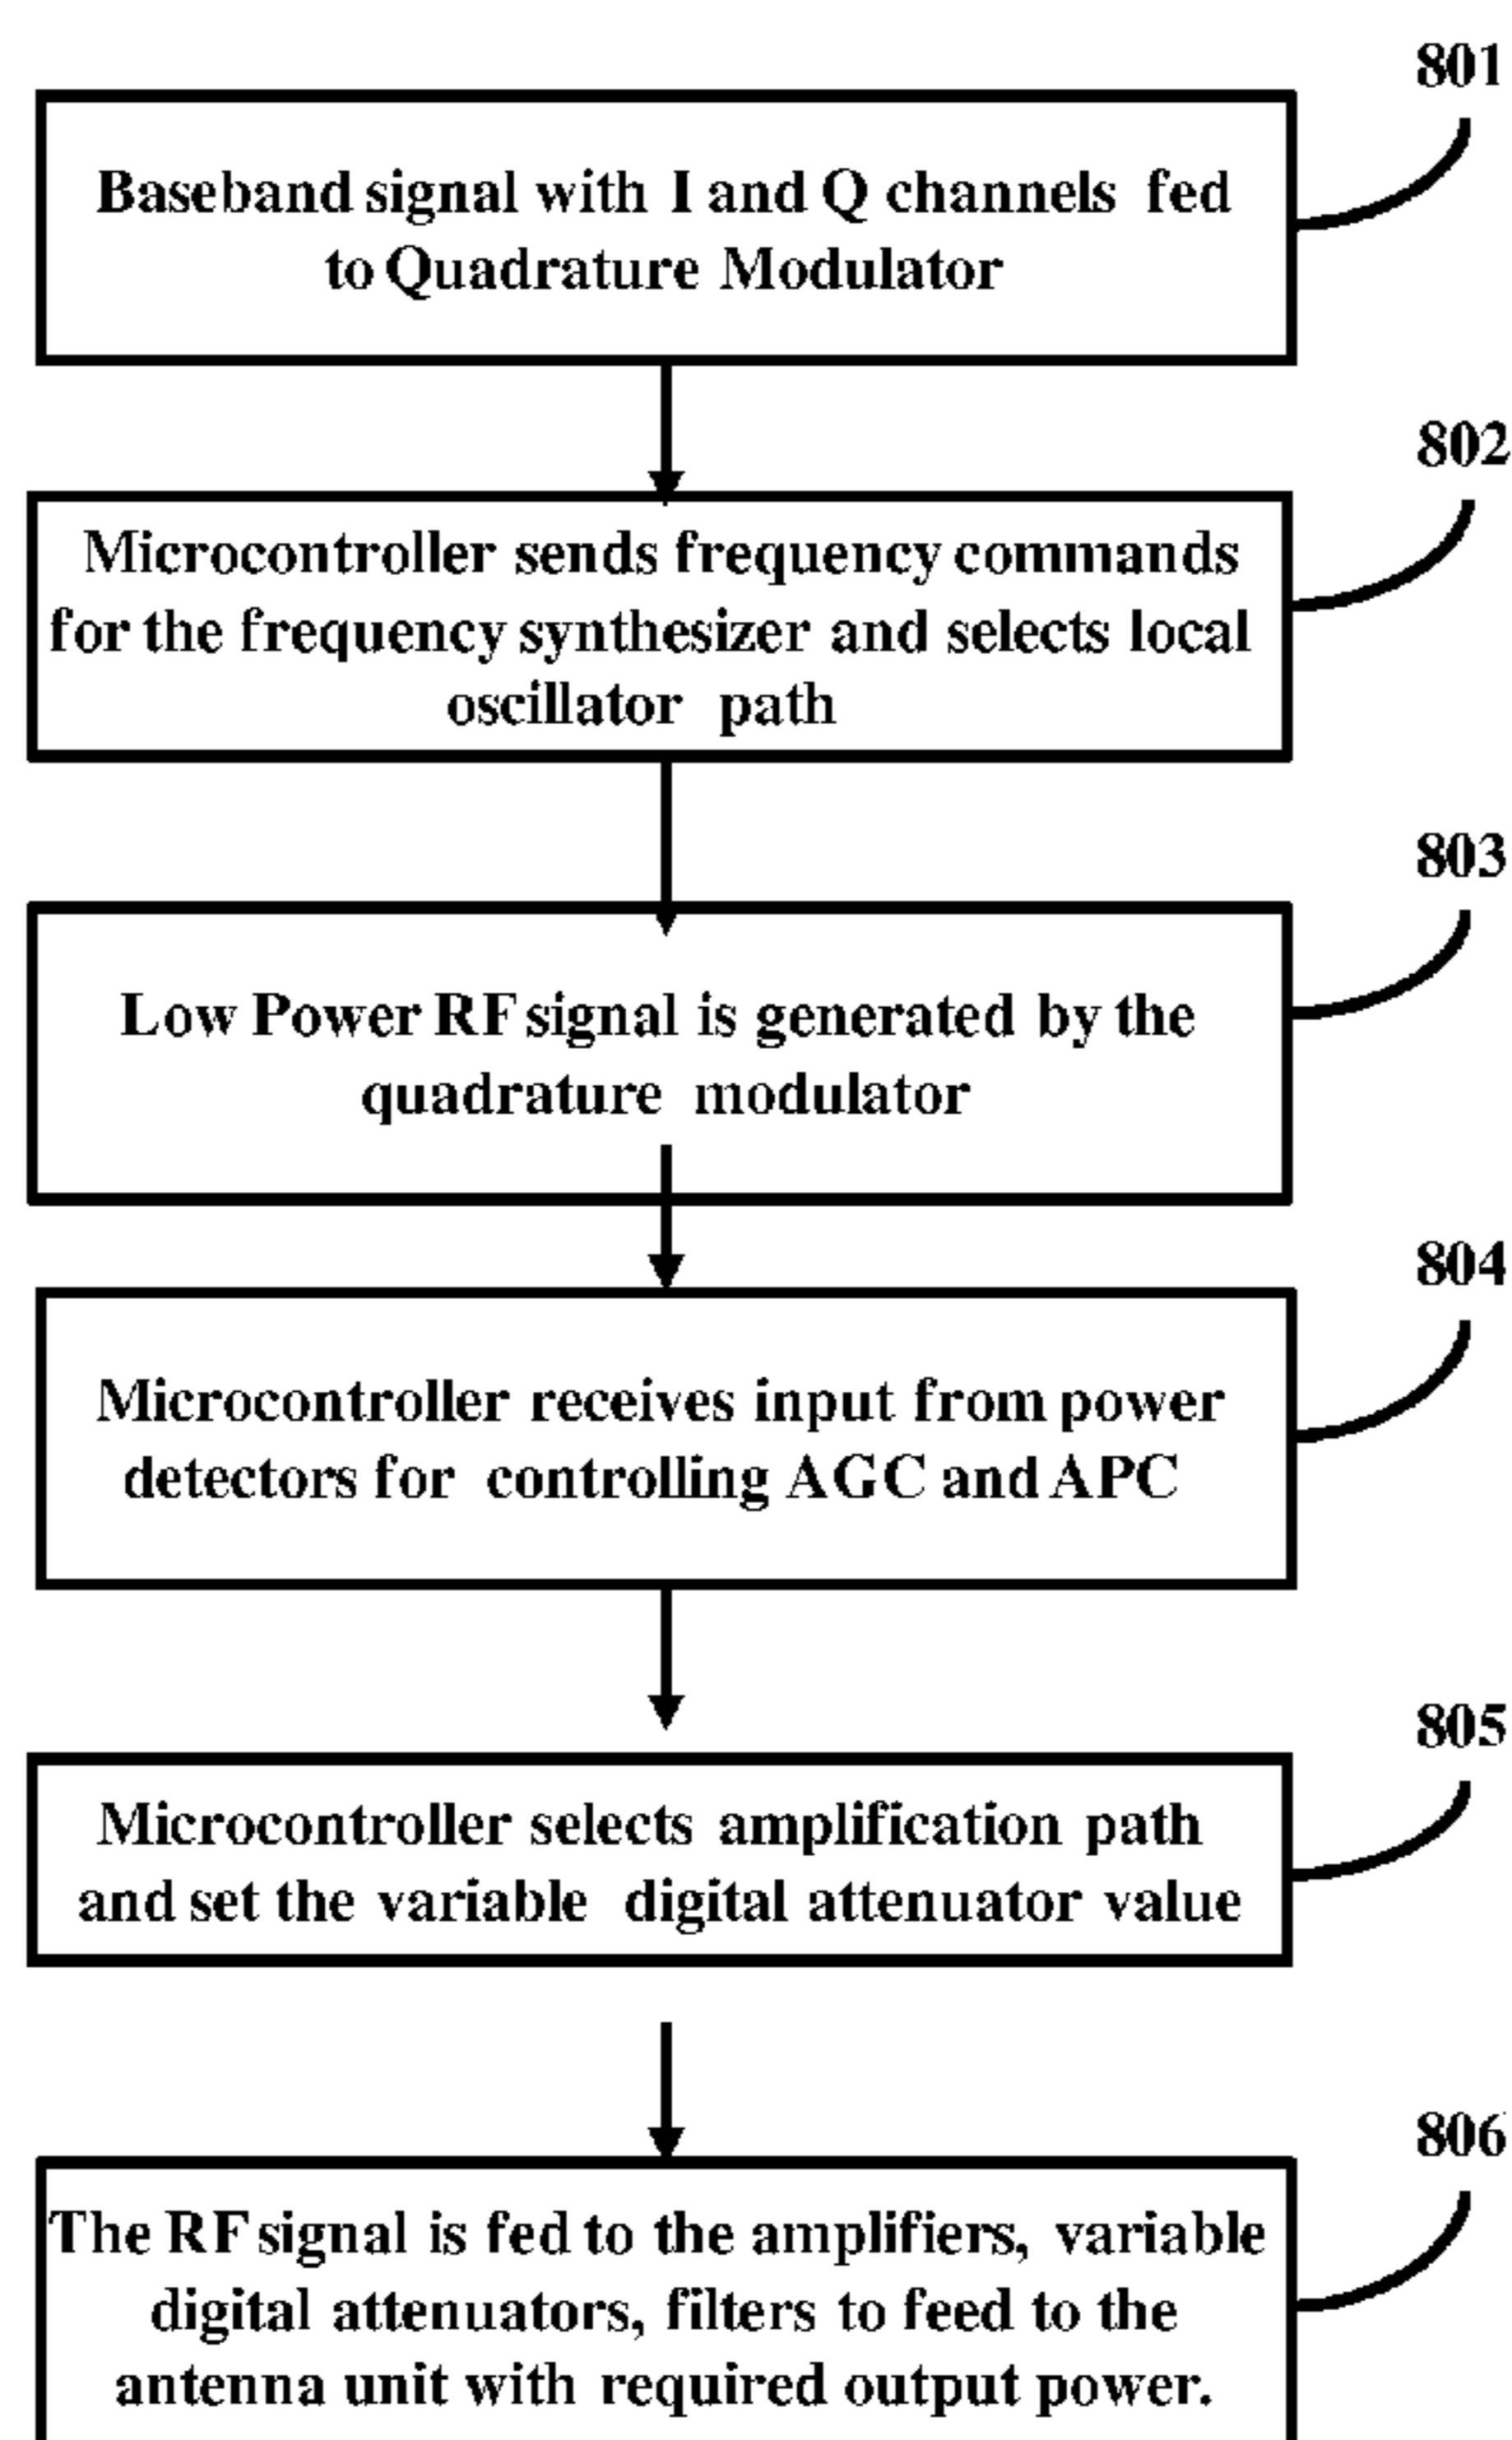 801
Baseband signal with I and Q channels fed
to Quadrature Modulator
802
Microcontroller sends frequency commands
for the frequency synthesizer and selects local
oscillator path
803
Low Power RF signal is generated by the
quadrature modulator
804
Microcontroller receives input from power
detectors for controlling AGC and APC
805
Microcontroller selects amplification path
and set the variable digital attenuator value
806
The RF signal is fed to the amplifiers, variable
digital attenuators, filters to feed to the
antenna unit with required output power.